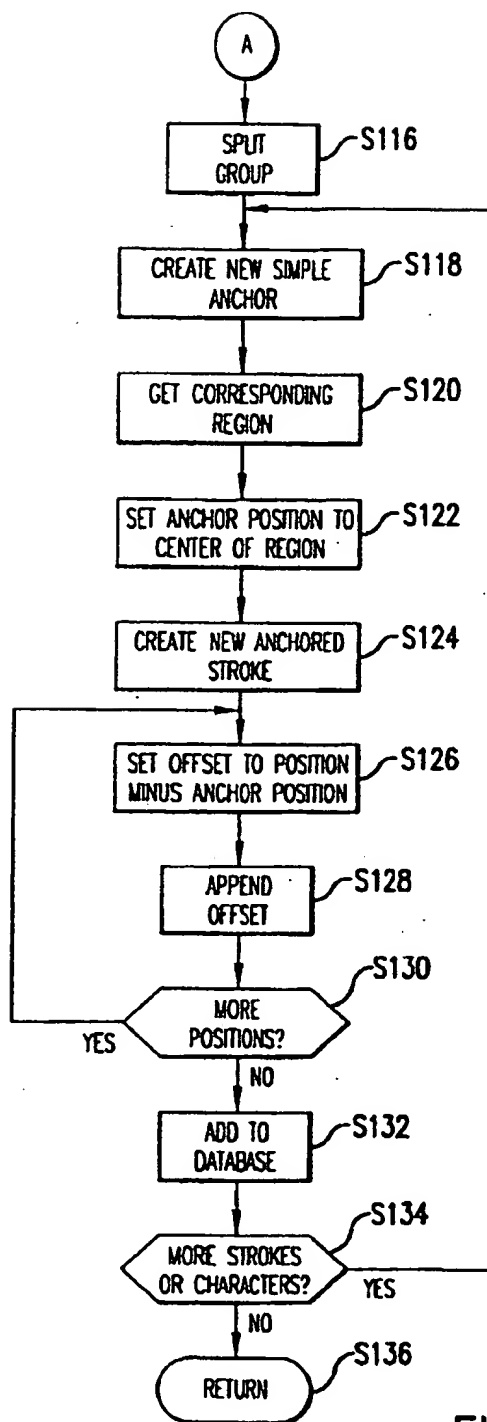 A
SPLIT
GROUP
S116
CREATE NEW SIMPLE
ANCHOR
S118
GET CORRESPONDING
REGION
S120
SET ANCHOR POSITION TO
CENTER OF REGION
S122
CREATE NEW ANCHORED
STROKE
S124
SET OFFSET TO POSITION
MINUS ANCHOR POSITION
S126
APPEND
OFFSET
S128
MORE
POSITIONS?
S130
YES
NO
ADD TO
DATABASE
S132
MORE STROKES
OR CHARACTERS?
S134
YES
NO
RETURN
S136